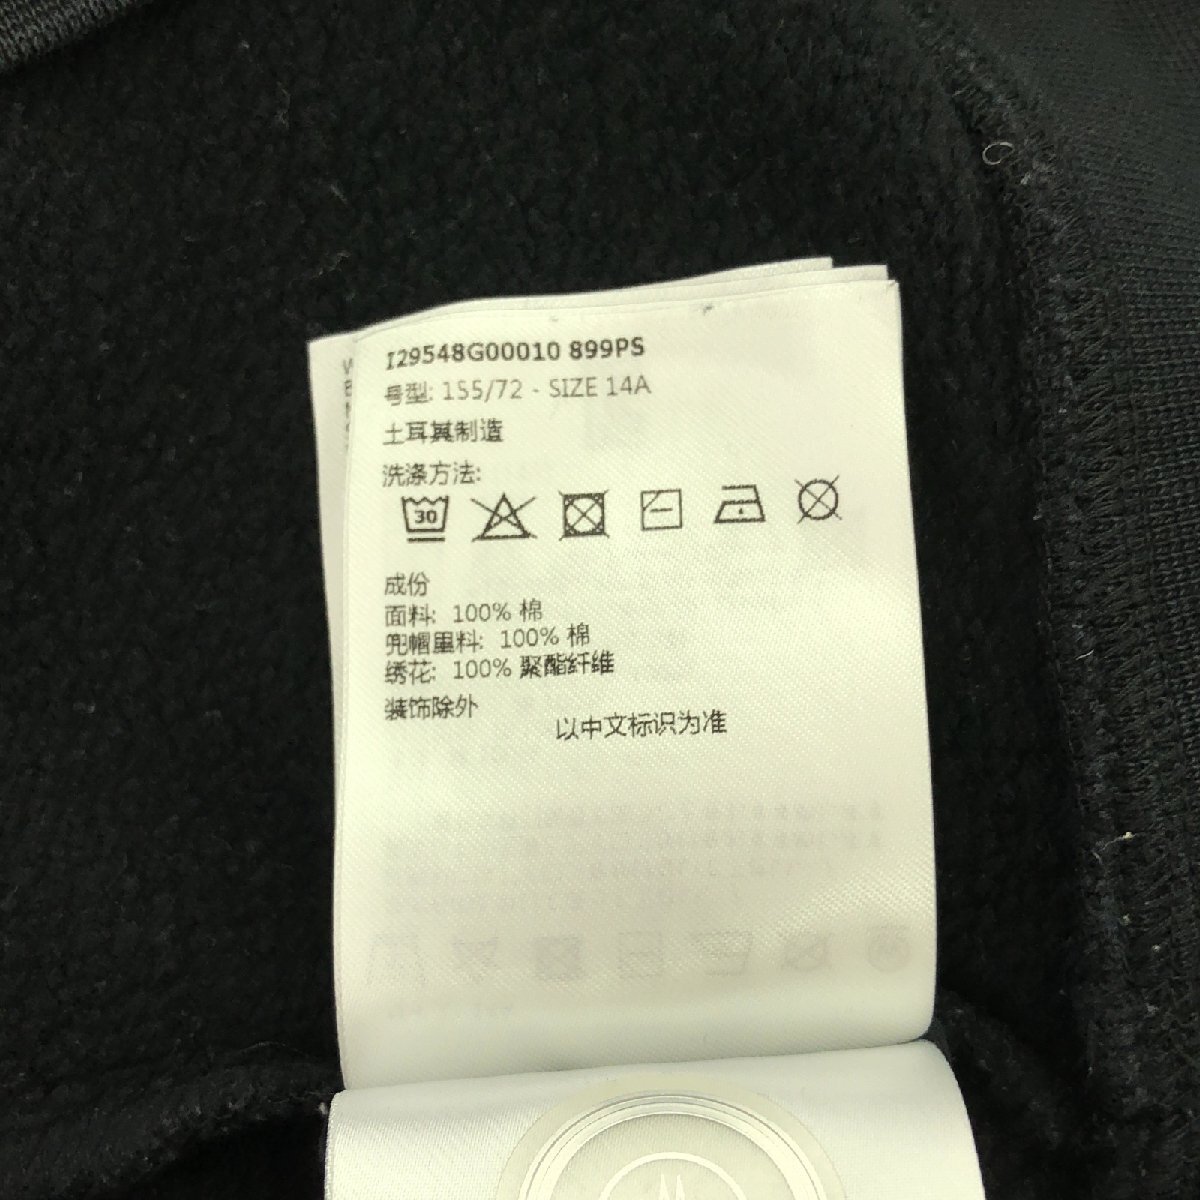 I29548G00010 899PS
号型: 155/72 - SIZE 14A
土耳其制造
洗涤方法:
30
成份
面料: 100% 棉
兜帽里料: 100% 棉
绣花: 100% 聚酯纤维
装饰除外
以中文标识为准